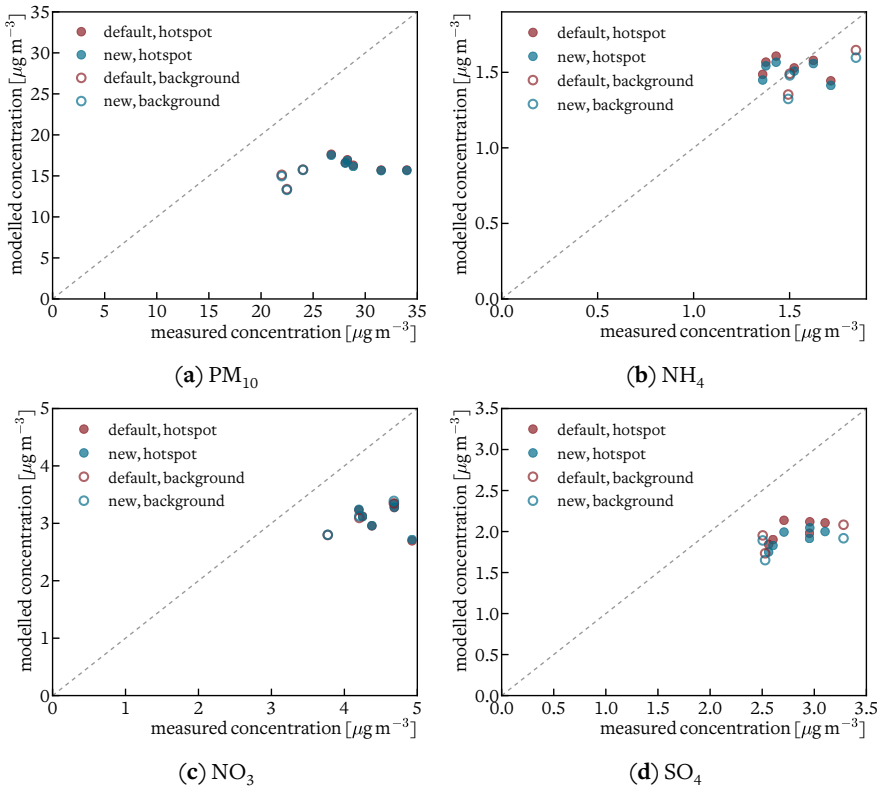 modelled concentration [μg m⁻³]
35
30
25
20
15
10
5
0
default, hotspot
new, hotspot
default, background
new, background
0 5 10 15 20 25 30 35
measured concentration [μg m⁻³]
(a) PM₁₀
modelled concentration [μg m⁻³]
1.5
1.0
0.5
0.0
default, hotspot
new, hotspot
default, background
new, background
0.0 0.5 1.0 1.5
measured concentration [μg m⁻³]
(b) NH₄
modelled concentration [μg m⁻³]
5
4
3
2
1
0
default, hotspot
new, hotspot
default, background
new, background
0 1 2 3 4 5
measured concentration [μg m⁻³]
(c) NO₃
modelled concentration [μg m⁻³]
3.5
3.0
2.5
2.0
1.5
1.0
0.5
0.0
default, hotspot
new, hotspot
default, background
new, background
0.0 0.5 1.0 1.5 2.0 2.5 3.0 3.5
measured concentration [μg m⁻³]
(d) SO₄